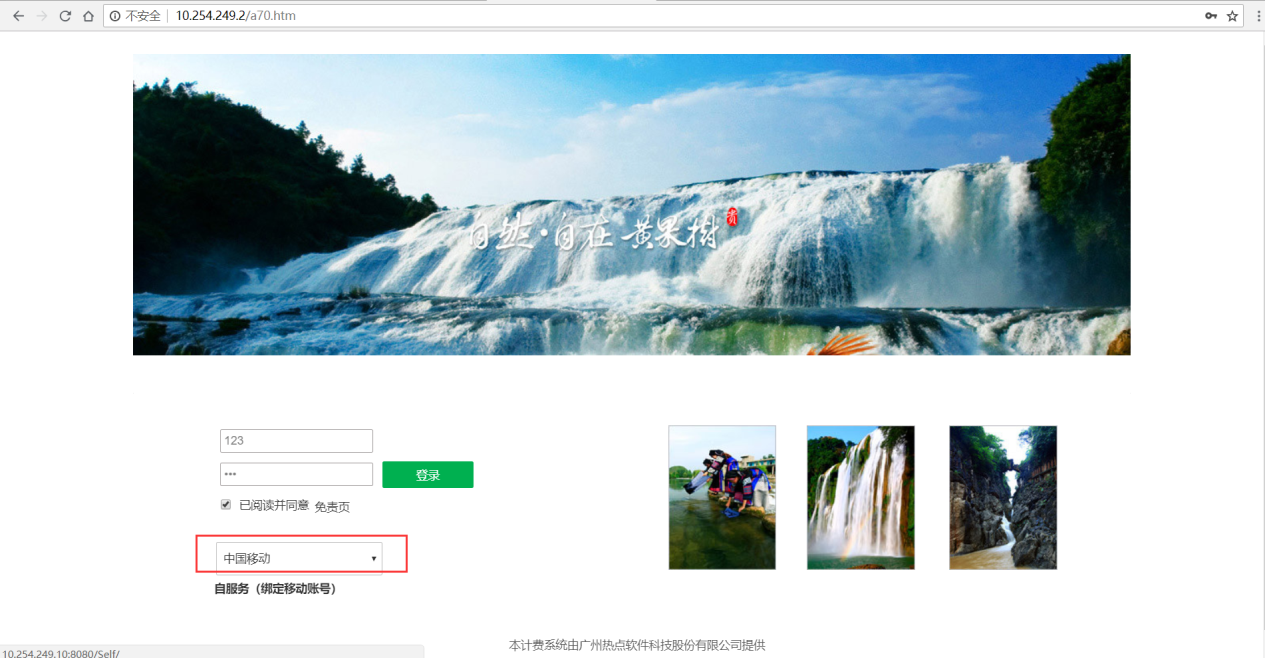 不安全 10.254.249.2/a70.htm
自然·自在 黄果樹 贵
123
•••
登录
已阅读并同意 免责页
中国移动
自服务（绑定移动账号）
本计费系统由广州热点软件科技股份有限公司提供
10.254.249.10:8080/Self/